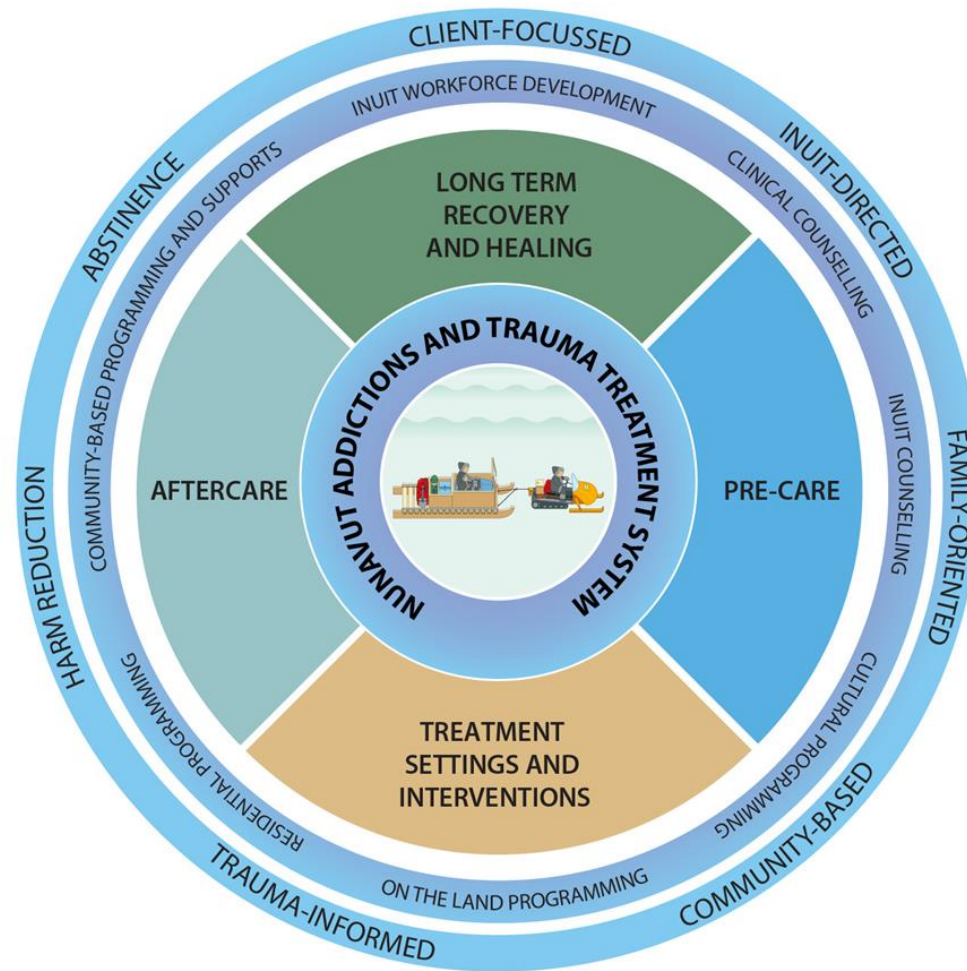 CLIENT-FOCUSSED
INUIT-DIRECTED
FAMILY-ORIENTED
COMMUNITY-BASED
TRAUMA-INFORMED
HARM REDUCTION
ABSTINENCE
INUIT WORKFORCE DEVELOPMENT
CLINICAL COUNSELLING
INUIT COUNSELLING
CULTURAL PROGRAMMING
ON THE LAND PROGRAMMING
RESIDENTIAL PROGRAMMING
COMMUNITY-BASED PROGRAMMING AND SUPPORTS
LONG TERM
RECOVERY
AND HEALING
PRE-CARE
TREATMENT
SETTINGS AND
INTERVENTIONS
AFTERCARE
NUNAVUT ADDICTIONS AND TRAUMA TREATMENT SYSTEM